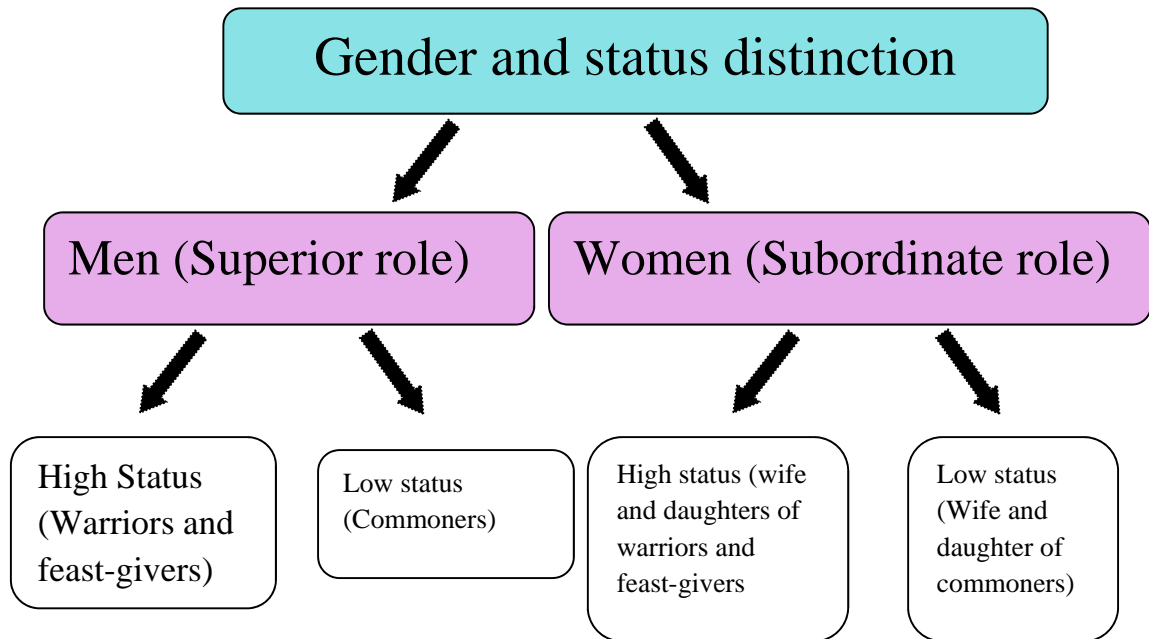 Gender and status distinction
Men (Superior role)
Women (Subordinate role)
High Status
(Warriors and
feast-givers)
Low status
(Commoners)
High status (wife
and daughters of
warriors and
feast-givers
Low status
(Wife and
daughter of
commoners)